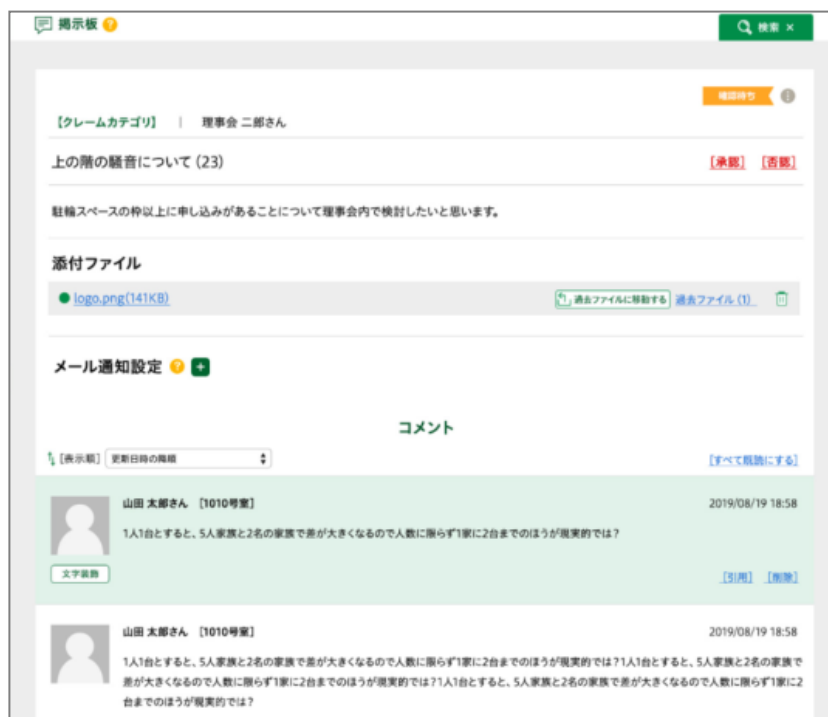 掲示板 ?
検索 ×
確認待ち i
【クレームカテゴリ】 | 理事会 二郎さん
上の階の騒音について (23)
[承認] [否認]
駐輪スペースの枠以上に申し込みがあることについて理事会内で検討したいと思います。
添付ファイル
logo.png(141KB)
過去ファイルに移動する 過去ファイル (1)
メール通知設定 ? +
コメント
[表示順] 更新日時の降順
[すべて既読にする]
山田 太郎さん [1010号室]
2019/08/19 18:58
1人1台とすると、5人家族と2名の家族で差が大きくなるので人数に限らず1家に2台までのほうが現実的では?
文字装飾
[引用] [削除]
山田 太郎さん [1010号室]
2019/08/19 18:58
1人1台とすると、5人家族と2名の家族で差が大きくなるので人数に限らず1家に2台までのほうが現実的では?1人1台とすると、5人家族と2名の家族で
差が大きくなるので人数に限らず1家に2台までのほうが現実的では?1人1台とすると、5人家族と2名の家族で差が大きくなるので人数に限らず1家に2
台までのほうが現実的では?